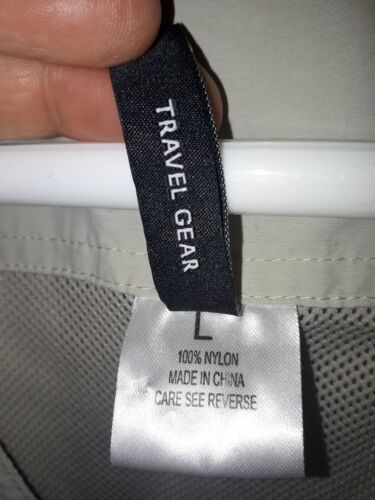 TRAVEL GEAR
L
100% NYLON
MADE IN CHINA
CARE SEE REVERSE